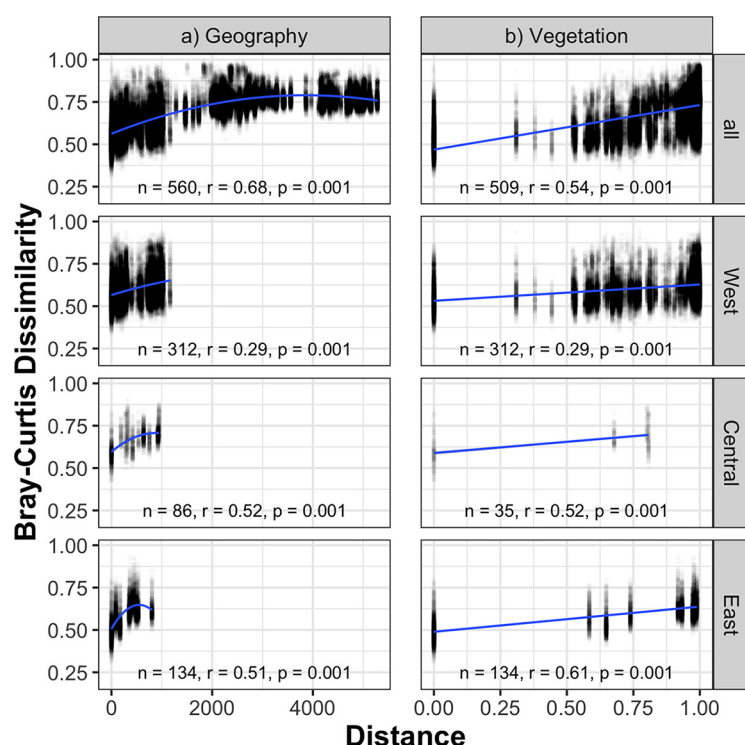 a) Geography
b) Vegetation
Bray-Curtis Dissimilarity
1.00
0.75
0.50
0.25
n = 560, r = 0.68, p = 0.001
n = 509, r = 0.54, p = 0.001
all
1.00
0.75
0.50
0.25
n = 312, r = 0.29, p = 0.001
n = 312, r = 0.29, p = 0.001
West
1.00
0.75
0.50
0.25
n = 86, r = 0.52, p = 0.001
n = 35, r = 0.52, p = 0.001
Central
1.00
0.75
0.50
0.25
n = 134, r = 0.51, p = 0.001
n = 134, r = 0.61, p = 0.001
East
0 2000 4000
0.00 0.25 0.50 0.75 1.00
Distance